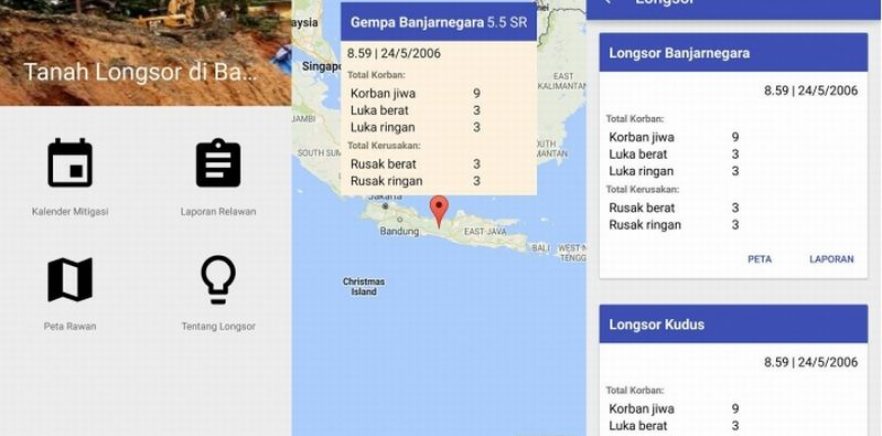 Tanah Longsor di Ba...
Kalender Mitigasi
Laporan Relawan
Peta Rawan
Tentang Longsor
Gempa Banjarnegara 5.5 SR
8.59 | 24/5/2006
Total Korban:
Korban jiwa 9
Luka berat 3
Luka ringan 3
Total Kerusakan:
Rusak berat 3
Rusak ringan 3
EAST
KALIMANTAN
JAMBI
SOUTH SUM
SOUTH
Jakarta
Bandung
EAST JAVA
BALI
WEST N
TENGG
Christmas
Island
Longsor
Longsor Banjarnegara
8.59 | 24/5/2006
Total Korban:
Korban jiwa 9
Luka berat 3
Luka ringan 3
Total Kerusakan:
Rusak berat 3
Rusak ringan 3
PETA LAPORAN
Longsor Kudus
8.59 | 24/5/2006
Total Korban:
Korban jiwa 9
Luka berat 3